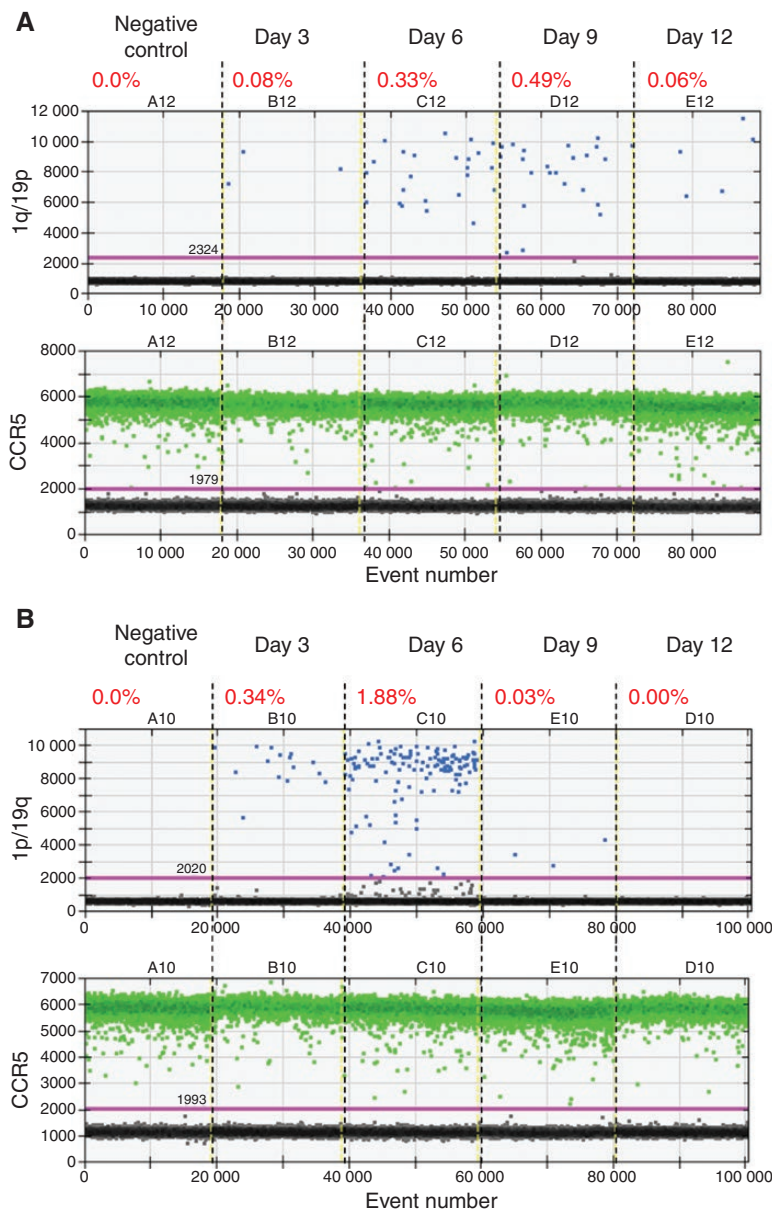 A
Negative control Day 3 Day 6 Day 9 Day 12
0.0% 0.08% 0.33% 0.49% 0.06%
A12 B12 C12 D12 E12
1q/19p
12 000
10 000
8000
6000
4000
2324
2000
0
0 10 000 20 000 30 000 40 000 50 000 60 000 70 000 80 000
A12 B12 C12 D12 E12
CCR5
8000
6000
4000
1979
2000
0
0 10 000 20 000 30 000 40 000 50 000 60 000 70 000 80 000
Event number
B
Negative control Day 3 Day 6 Day 9 Day 12
0.0% 0.34% 1.88% 0.03% 0.00%
A10 B10 C10 E10 D10
1p/19q
10 000
8000
6000
4000
2020
2000
0
0 20 000 40 000 60 000 80 000 100 000
A10 B10 C10 E10 D10
CCR5
7000
6000
5000
4000
3000
1993
2000
1000
0
0 20 000 40 000 60 000 80 000 100 000
Event number